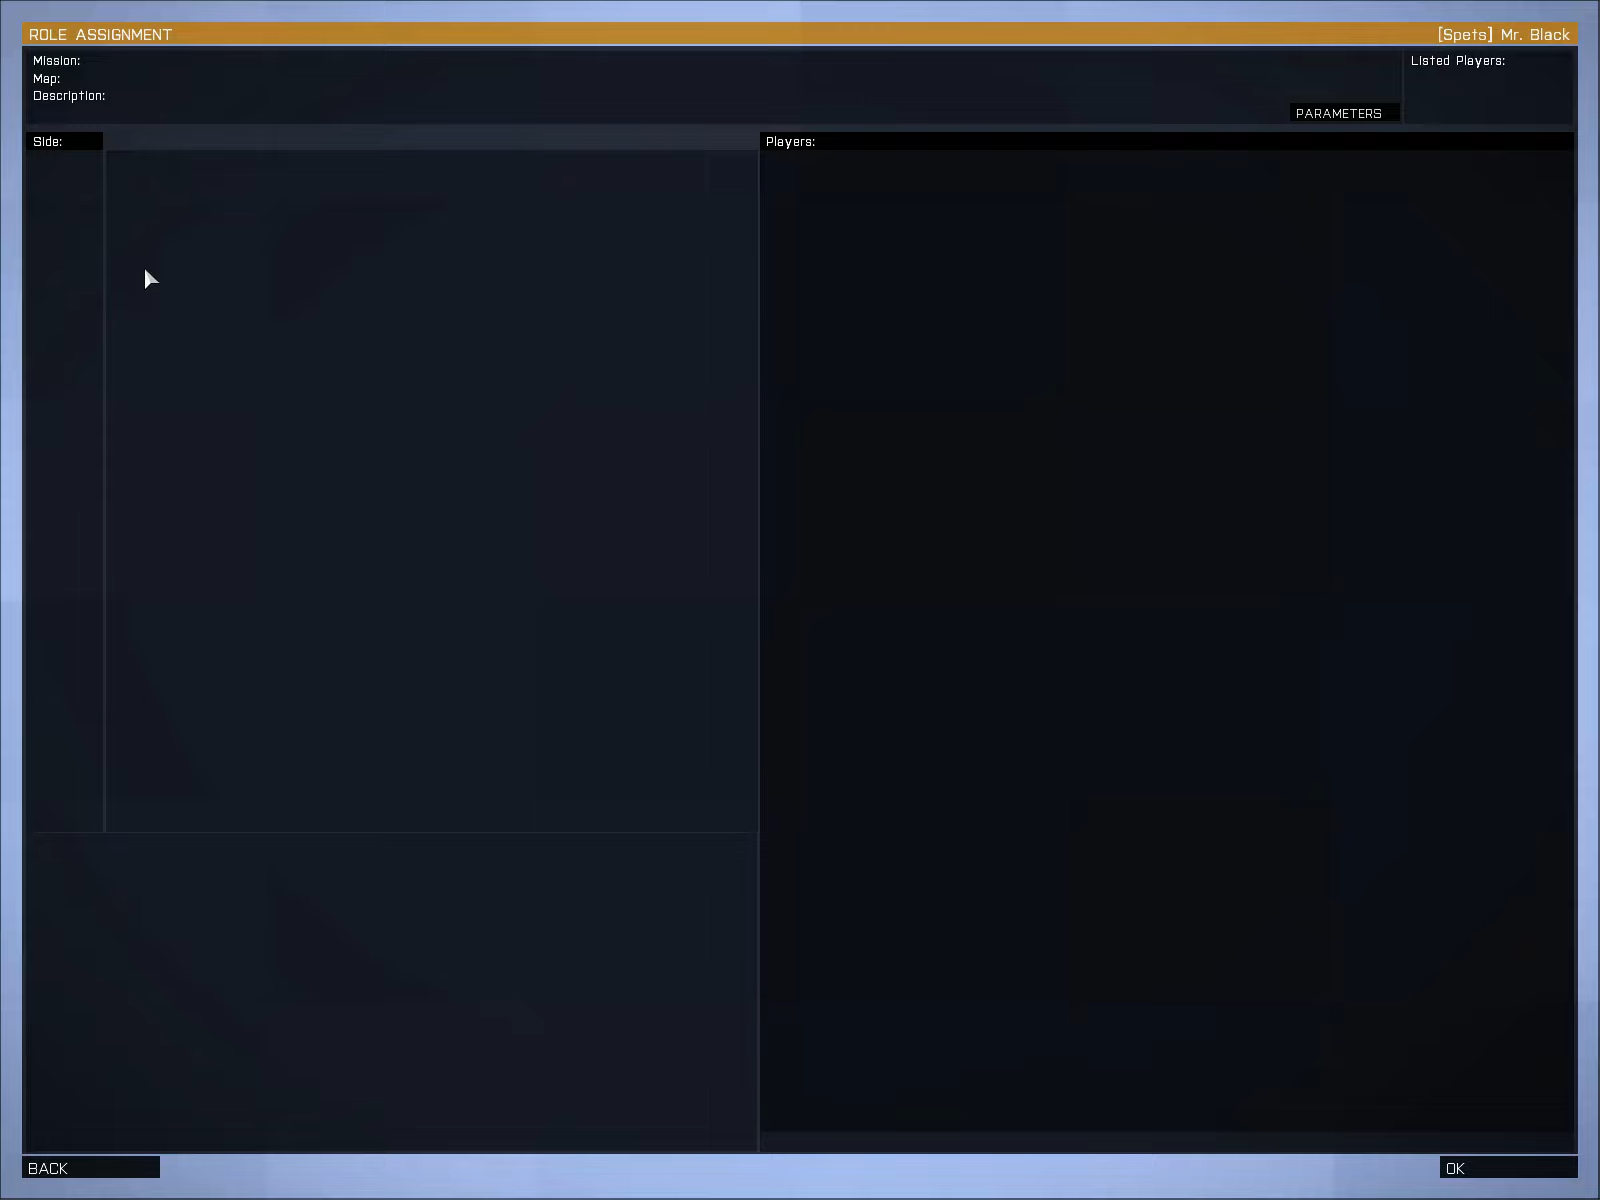 ROLE ASSIGNMENT [Spets] Mr. Black
Mission: Listed Players:
Map:
Description:
PARAMETERS
Side: Players:
BACK OK